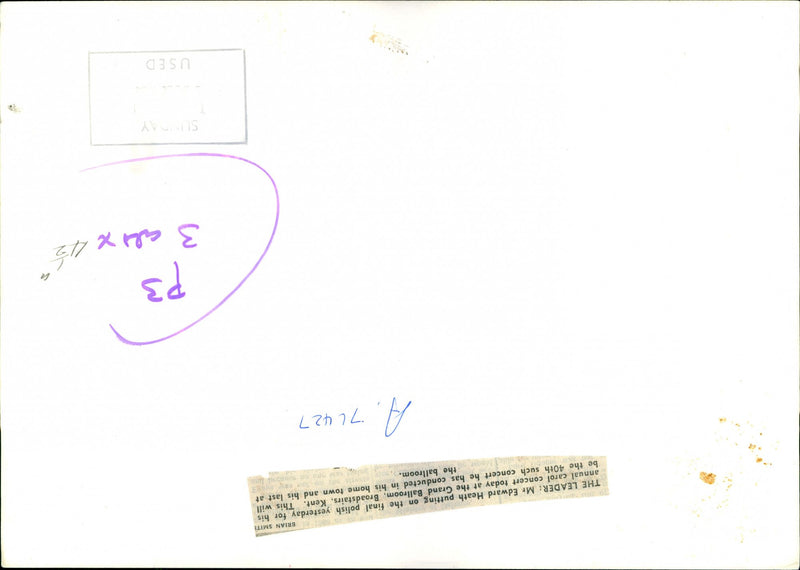 BRIAN SMITH
THE LEADER: Mr. Edward Heath putting on the final polish yesterday for his
annual carol concert today at the Grand Ballroom, Broadstairs, Kent. This will
be the 40th such concert he has conducted in his home town and his last at
the ballroom.
A. 71427
P3
3 cols x 4½"
SUNDAY
USED